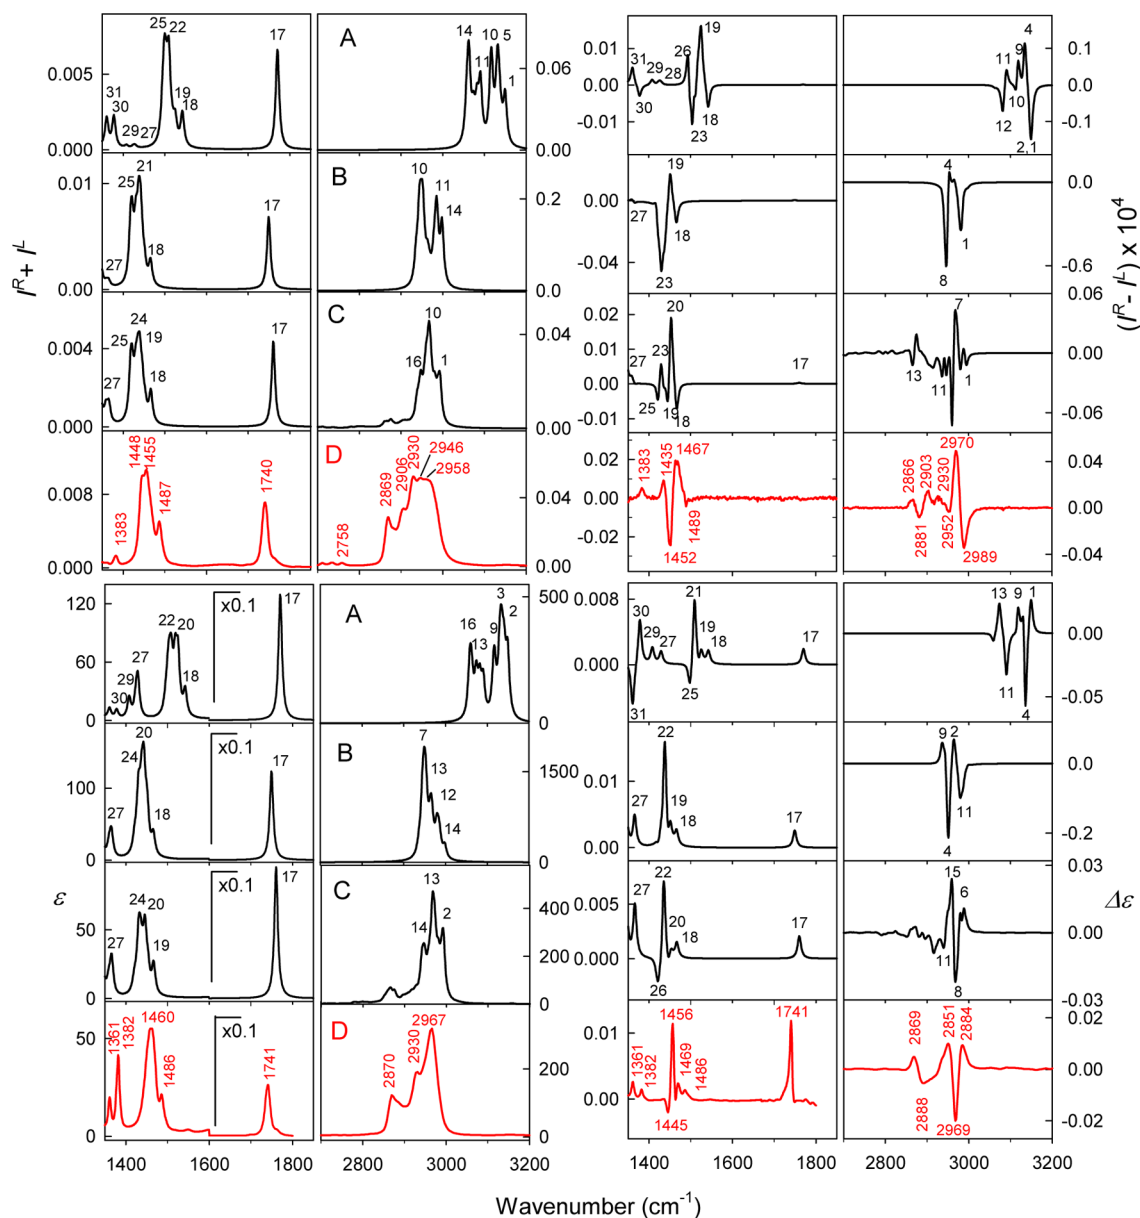 25 22 17 A 14 10 5 11 1
31 30 29 27 19 18
0.005
0.000
0.06
0.00
19 26 31 29 28 30 23 18
0.01
0.00
-0.01
4 9 11 10 12 2,1
0.1
0.0
-0.1
21 25 18 27 17 B 10 11 14
0.01
0.00
0.2
0.0
19 27 18 23
0.00
-0.04
4 1 8
0.0
-0.6
24 25 19 27 18 17 C 10 16 1
0.004
0.000
0.04
0.00
20 27 23 25 19 18 17
0.02
0.01
0.00
-0.01
7 13 11 1
0.06
0.00
-0.06
1448 1455 1487 1383 1740 D 2930 2946 2906 2958 2869 2758
0.008
0.000
0.04
0.00
1383 1435 1467 1489 1452
0.02
0.00
-0.02
2970 2866 2903 2930 2881 2952 2989
0.04
0.00
-0.04
I^R + I^L
(I^R - I^L) x 10^4
x0.1 17 A 3 2 16 13 9
22 20 27 29 30 18
120
60
0
500
0
21 30 29 27 19 18 17 25 31
0.008
0.000
13 9 1 11 4
0.00
-0.05
20 24 27 18 x0.1 17 B 7 13 12 14
100
0
1500
0
22 27 19 18 17
0.01
0.00
9 2 11 4
0.0
-0.2
24 20 27 19 x0.1 17 C 13 2 14
50
0
400
0
22 27 20 18 17 26
0.005
0.000
15 6 11 8
0.03
0.00
-0.03
1460 1361 1382 1486 x0.1 1741 D 2967 2930 2870
50
0
200
0
1456 1741 1361 1382 1469 1486 1445
0.01
0.00
2869 2851 2884 2888 2969
0.02
0.00
-0.02
ε
Δε
1400 1600 1800 2800 3000 3200 1400 1600 1800 2800 3000 3200
Wavenumber (cm⁻¹)